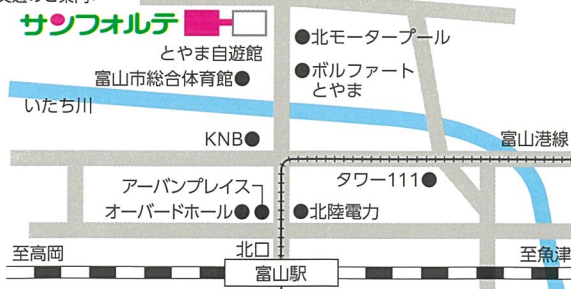 サンフォルテ
とやま自遊館
富山市総合体育館
北モータープール
ボルファート
とやま
いたち川
KNB
富山港線
アーバンプレイス
オーバードホール
タワー111
北陸電力
至高岡
北口
富山駅
至魚津